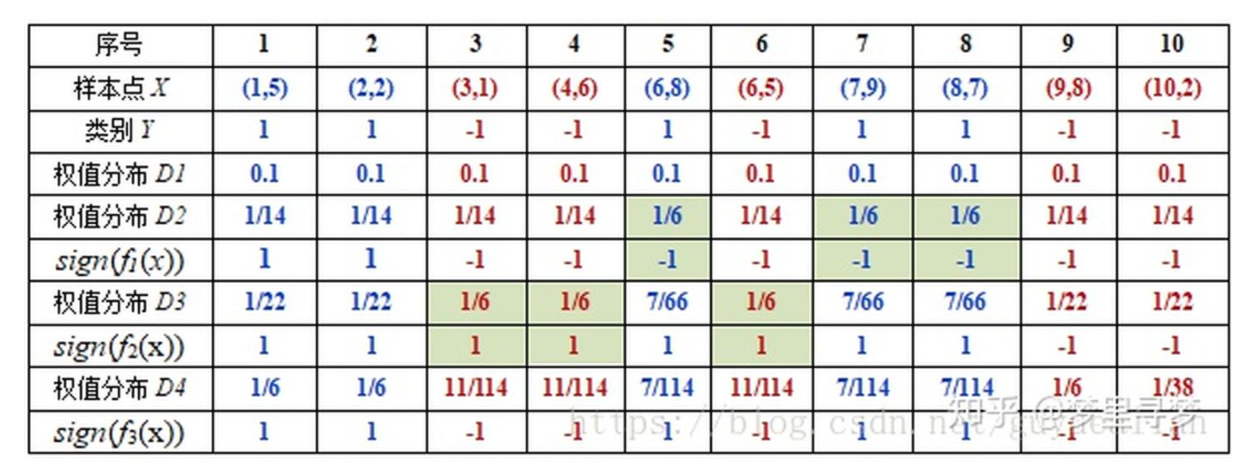 序号 1 2 3 4 5 6 7 8 9 10
样本点 X (1,5) (2,2) (3,1) (4,6) (6,8) (6,5) (7,9) (8,7) (9,8) (10,2)
类别 Y 1 1 -1 -1 1 -1 1 1 -1 -1
权值分布 D1 0.1 0.1 0.1 0.1 0.1 0.1 0.1 0.1 0.1 0.1
权值分布 D2 1/14 1/14 1/14 1/14 1/6 1/14 1/6 1/6 1/14 1/14
sign(f1(x)) 1 1 -1 -1 -1 -1 -1 -1 -1 -1
权值分布 D3 1/22 1/22 1/6 1/6 7/66 1/6 7/66 7/66 1/22 1/22
sign(f2(x)) 1 1 1 1 1 1 1 1 -1 -1
权值分布 D4 1/6 1/6 11/114 11/114 7/114 11/114 7/114 7/114 1/6 1/38
sign(f3(x)) 1 1 -1 -1 1 -1 1 1 -1 -1
知乎 @梦里寻梦